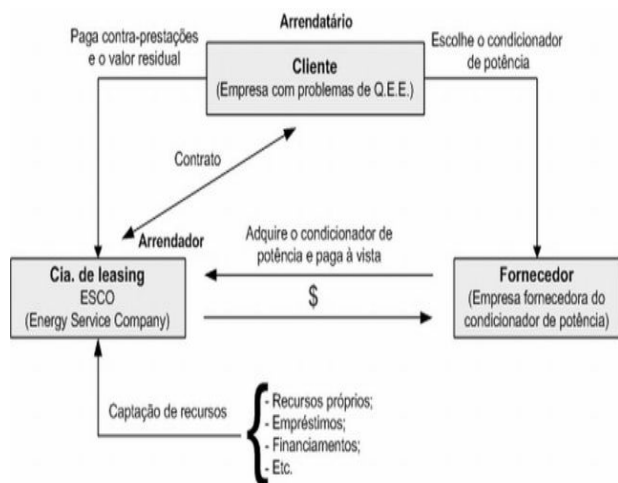 Arrendatário
Paga contra-prestações
e o valor residual
Cliente
(Empresa com problemas de Q.E.E.)
Escolhe o condicionador
de potência
Contrato
Arrendador
Adquire o condicionador de
potência e paga à vista
$
Cia. de leasing
ESCO
(Energy Service Company)
Fornecedor
(Empresa fornecedora do
condicionador de potência)
Captação de recursos
- Recursos próprios;
- Empréstimos;
- Financiamentos;
- Etc.